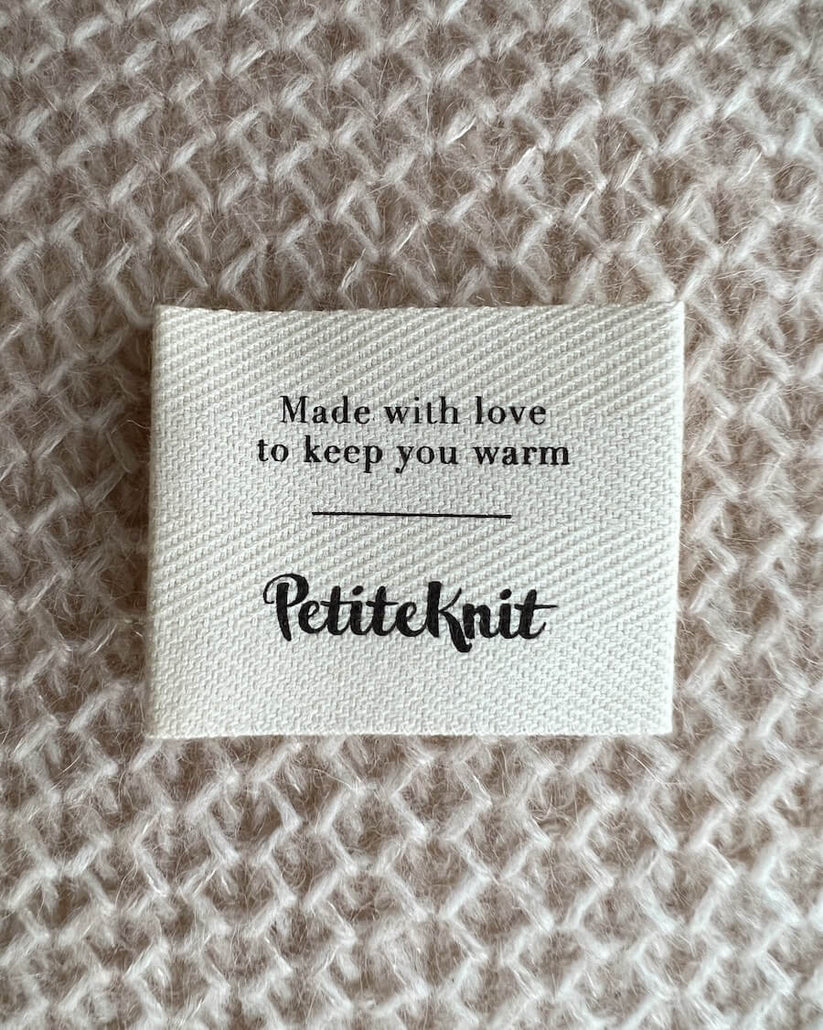 Made with love
to keep you warm
PetiteKnit